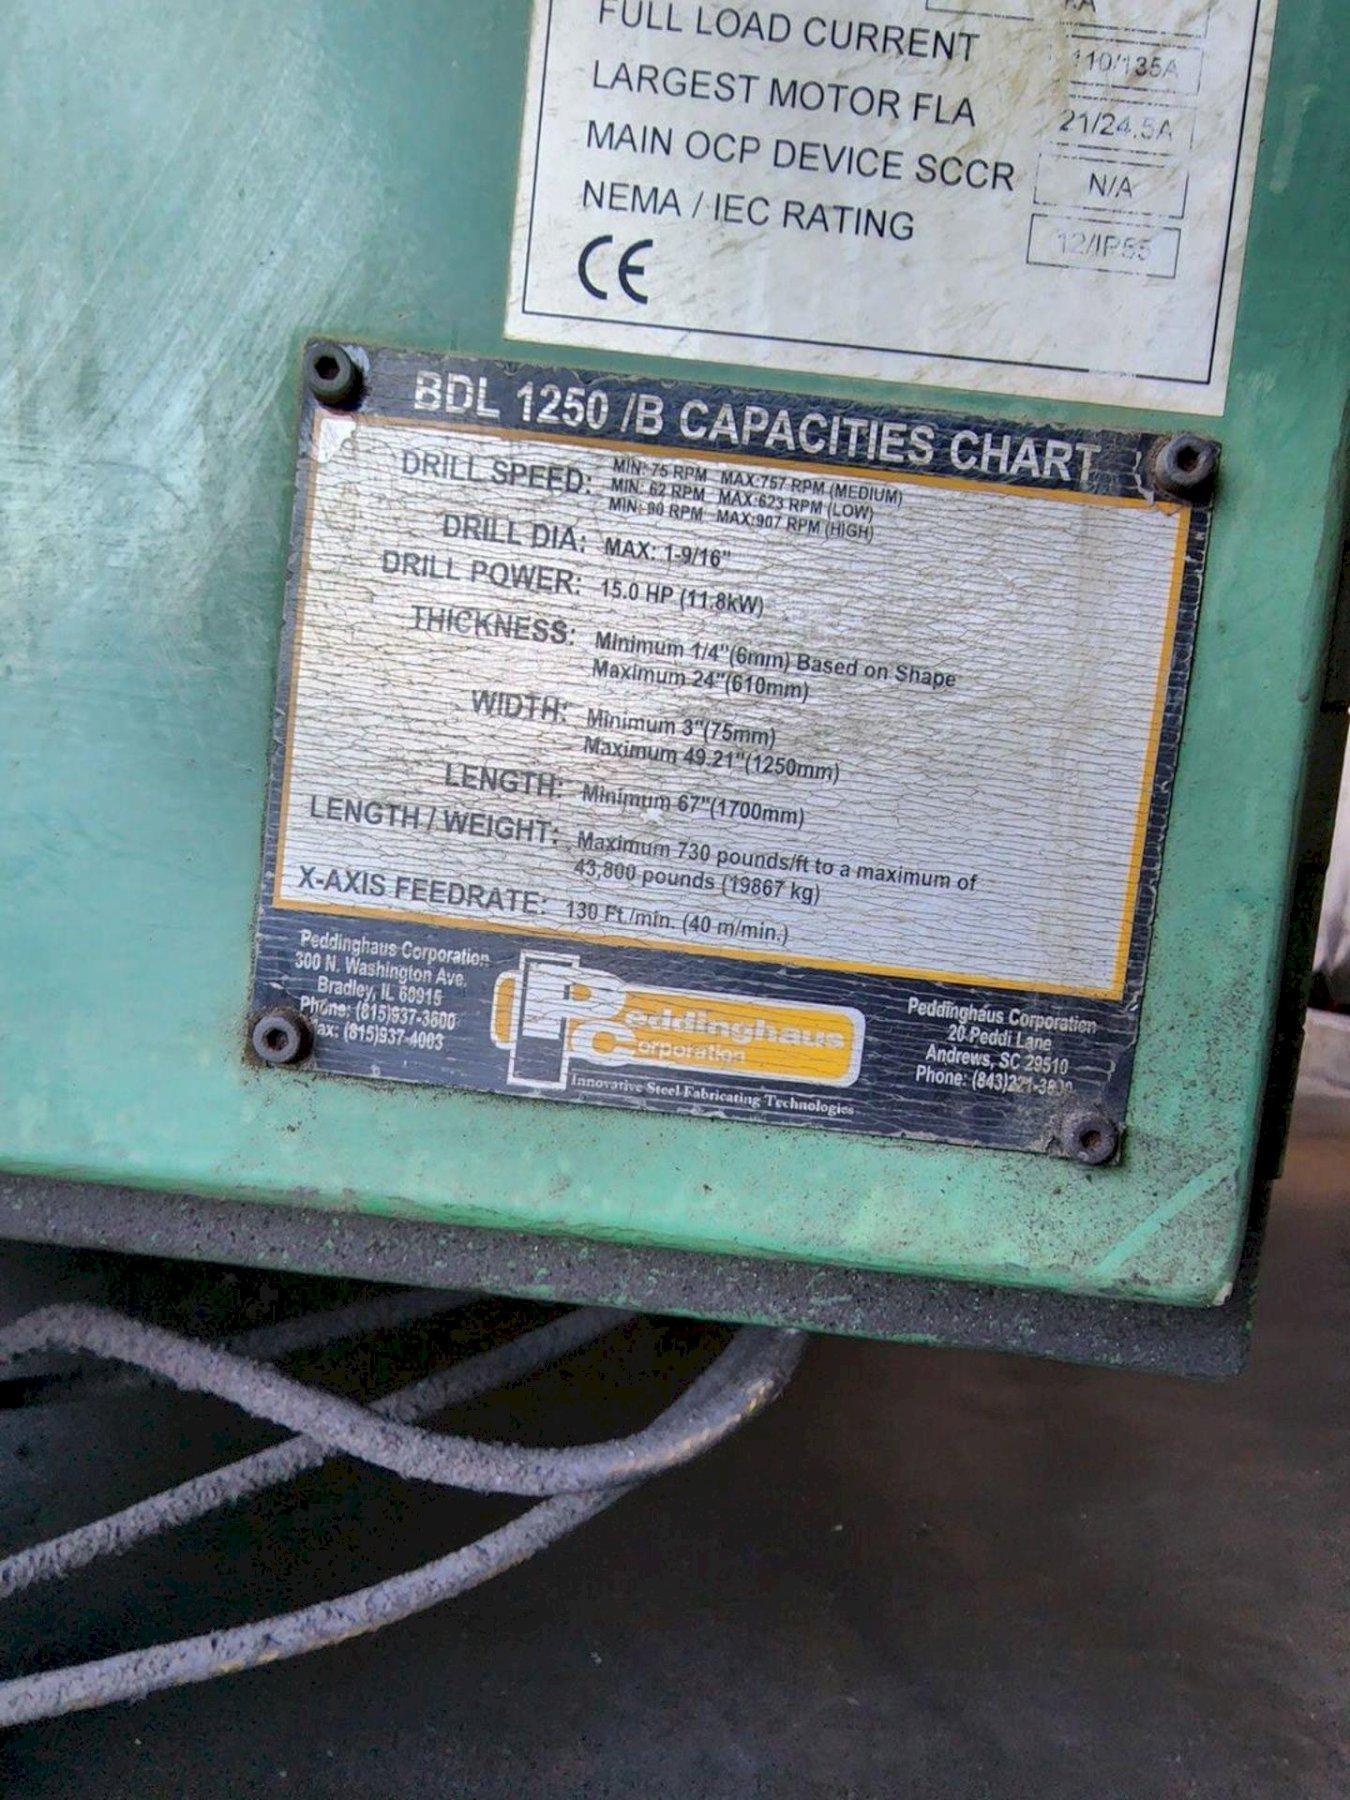 FULL LOAD CURRENT 110/135A
LARGEST MOTOR FLA 21/24.5A
MAIN OCP DEVICE SCCR N/A
NEMA / IEC RATING 12/IP55
CE
BDL 1250 /B CAPACITIES CHART
DRILL SPEED: MIN: 75 RPM MAX:757 RPM (MEDIUM)
MIN: 62 RPM MAX:623 RPM (LOW)
MIN: 90 RPM MAX:907 RPM (HIGH)
DRILL DIA: MAX: 1-9/16"
DRILL POWER: 15.0 HP (11.8kW)
THICKNESS: Minimum 1/4"(6mm) Based on Shape
Maximum 24"(610mm)
WIDTH: Minimum 3"(75mm)
Maximum 49.21"(1250mm)
LENGTH: Minimum 67"(1700mm)
LENGTH / WEIGHT: Maximum 730 pounds/ft to a maximum of
43,800 pounds (19867 kg)
X-AXIS FEEDRATE: 130 Ft./min. (40 m/min.)
Peddinghaus Corporation
300 N. Washington Ave.
Bradley, IL 60915
Phone: (815)937-3800
Fax: (815)937-4003
Peddinghaus
Corporation
Innovative Steel Fabricating Technologies
Peddinghaus Corporation
20 Peddi Lane
Andrews, SC 29510
Phone: